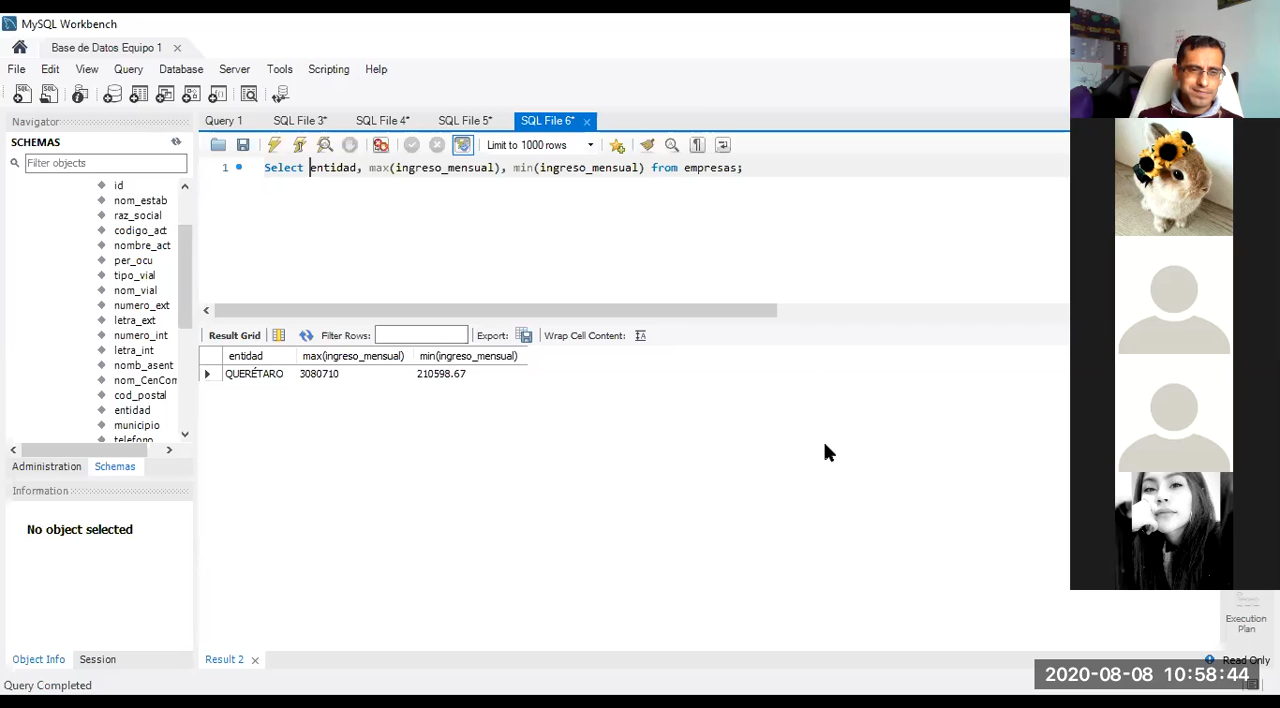 MySQL Workbench
Base de Datos Equipo 1
File Edit View Query Database Server Tools Scripting Help
Navigator
SCHEMAS
Filter objects
id
nom_estab
raz_social
codigo_act
nombre_act
per_ocu
tipo_vial
nom_vial
numero_ext
letra_ext
numero_int
letra_int
nomb_asent
nom_CenCom
cod_postal
entidad
municipio
telefono
Administration Schemas
Information
No object selected
Object Info Session
Query Completed
Query 1 SQL File 3* SQL File 4* SQL File 5* SQL File 6*
Limit to 1000 rows
1 Select entidad, max(ingreso_mensual), min(ingreso_mensual) from empresas;
Result Grid Filter Rows: Export: Wrap Cell Content:
entidad max(ingreso_mensual) min(ingreso_mensual)
QUERÉTARO 3080710 210598.67
Result 2
Execution
Plan
Read Only
2020-08-08 10:58:44